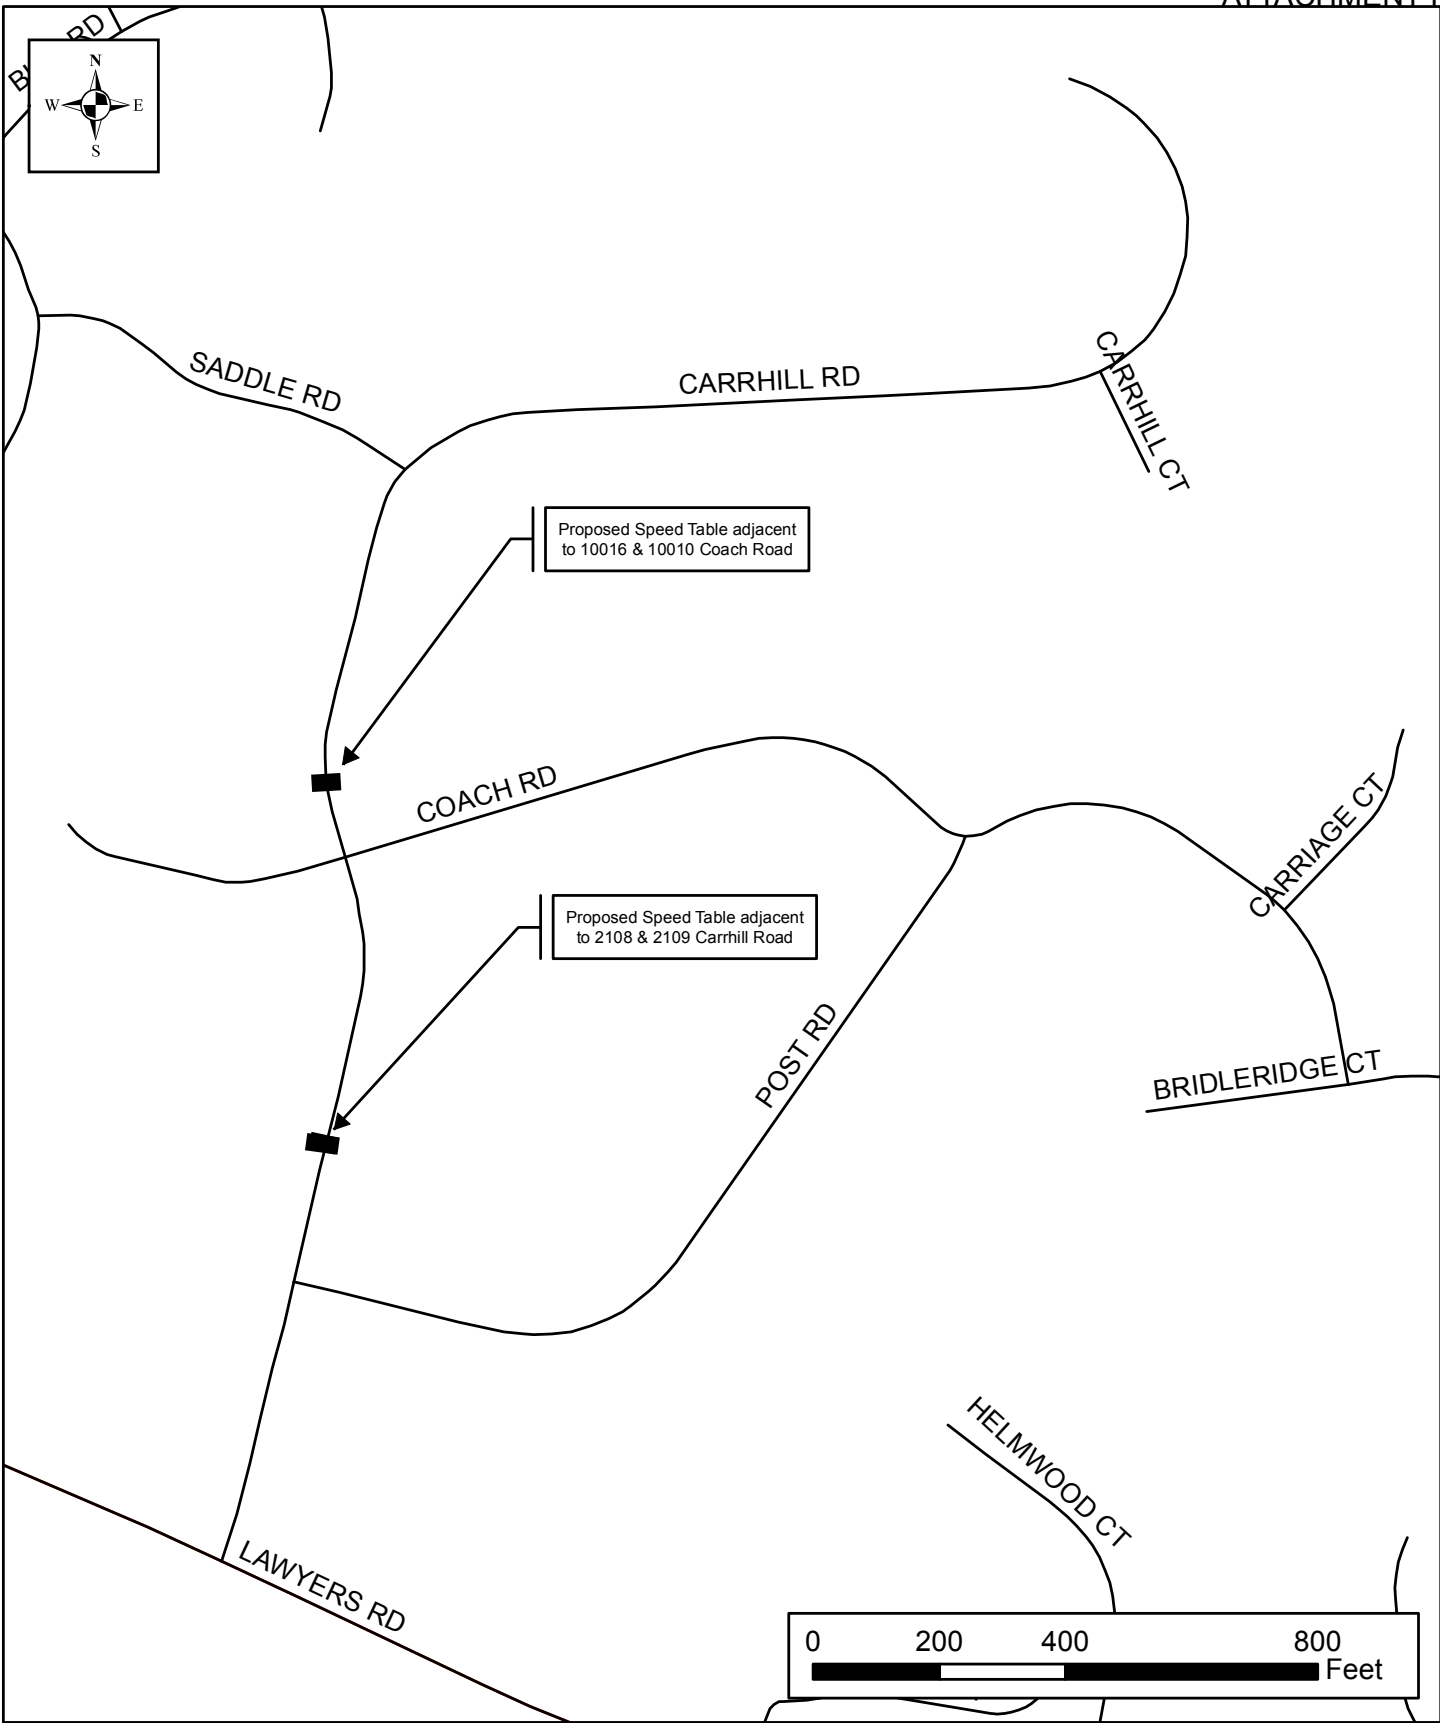 RD
N
W E
S
SADDLE RD
CARRHILL RD
CARRHILL CT
Proposed Speed Table adjacent
to 10016 & 10010 Coach Road
COACH RD
CARRIAGE CT
Proposed Speed Table adjacent
to 2108 & 2109 Carrhill Road
POST RD
BRIDLERIDGE CT
HELMWOOD CT
LAWYERS RD
0 200 400 800
Feet